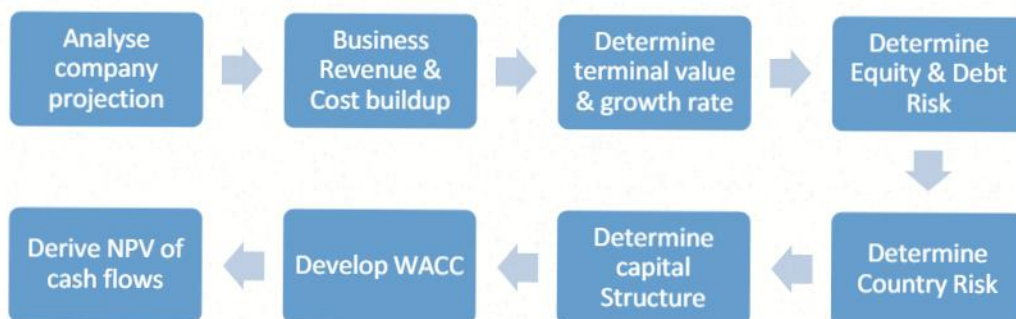 Analyse
company
projection
Business
Revenue &
Cost buildup
Determine
terminal value
& growth rate
Determine
Equity & Debt
Risk
Determine
Country Risk
Determine
capital
Structure
Develop WACC
Derive NPV of
cash flows